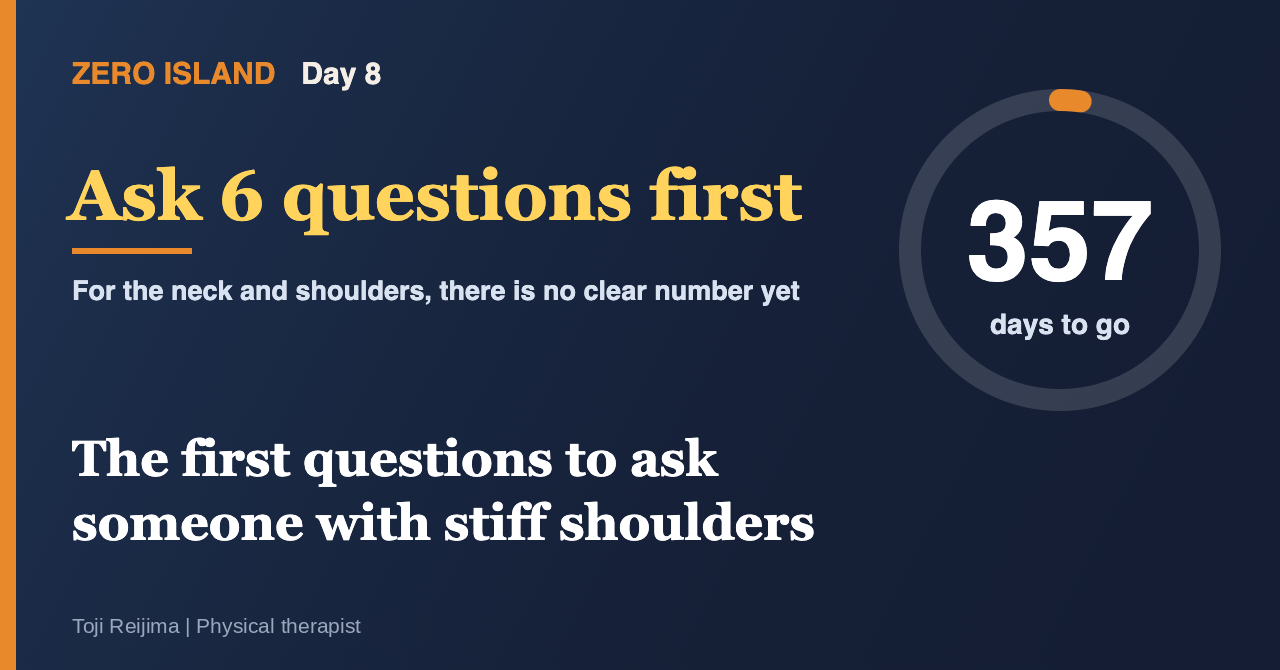 ZERO ISLAND Day 8
Ask 6 questions first
For the neck and shoulders, there is no clear number yet
357
days to go
The first questions to ask
someone with stiff shoulders
Toji Reijima | Physical therapist